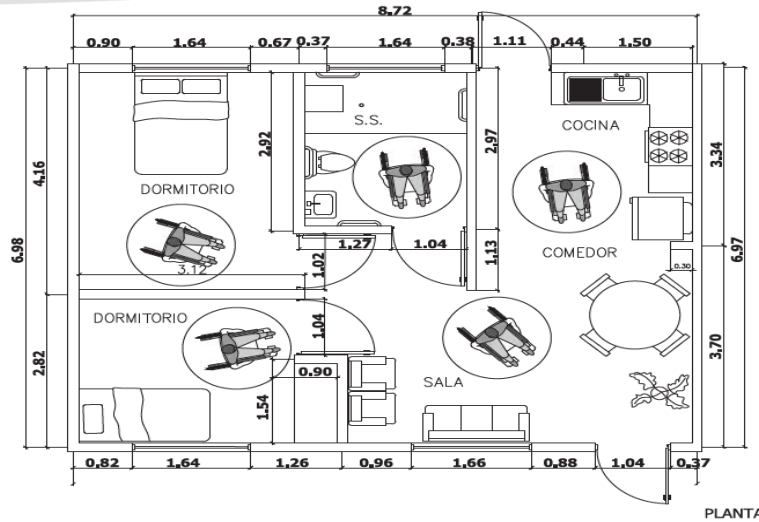 8.72
0.90 1.64 0.67 0.37 1.64 0.38 1.11 0.44 1.50
S.S.
COCINA
2.92
2.97
3.34
4.16
DORMITORIO
6.98
6.97
1.27 1.04
1.13
COMEDOR
3.12
1.02
0.30
DORMITORIO
1.04
2.82
3.70
0.90
SALA
1.54
0.82 1.64 1.26 0.96 1.66 0.88 1.04 0.37
PLANTA